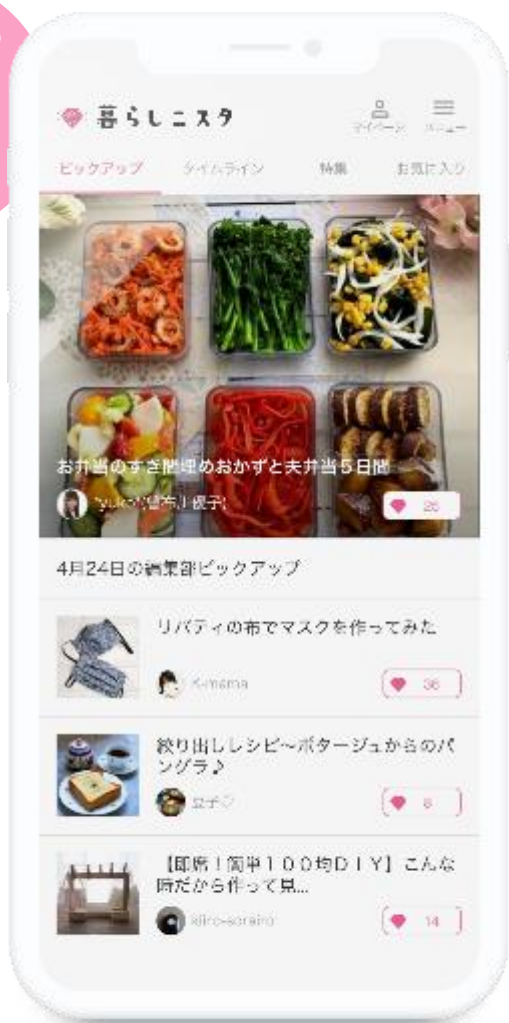 暮らしニスタ
マイページ
メニュー
ピックアップ タイムライン 特集 お気に入り
お弁当のすき間埋めおかずと夫弁当5日間
26
4月24日の編集部ピックアップ
リバティの布でマスクを作ってみた
K-mama
36
絞り出しレシピ〜ポタージュからのパ
ングラ♪
豆子♡
8
【即席!簡単100均DIY】こんな
時だから作って見...
kiiro-sorairo
14